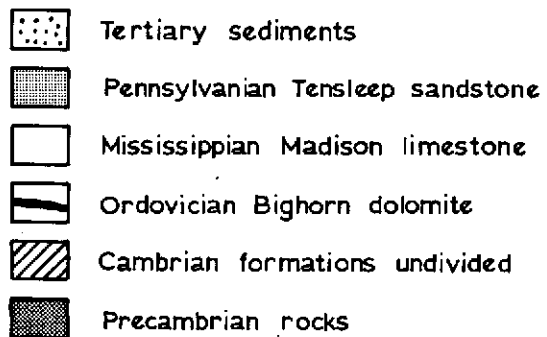 Tertiary sediments
Pennsylvanian Tensleep sandstone
Mississippian Madison limestone
Ordovician Bighorn dolomite
Cambrian formations undivided
Precambrian rocks